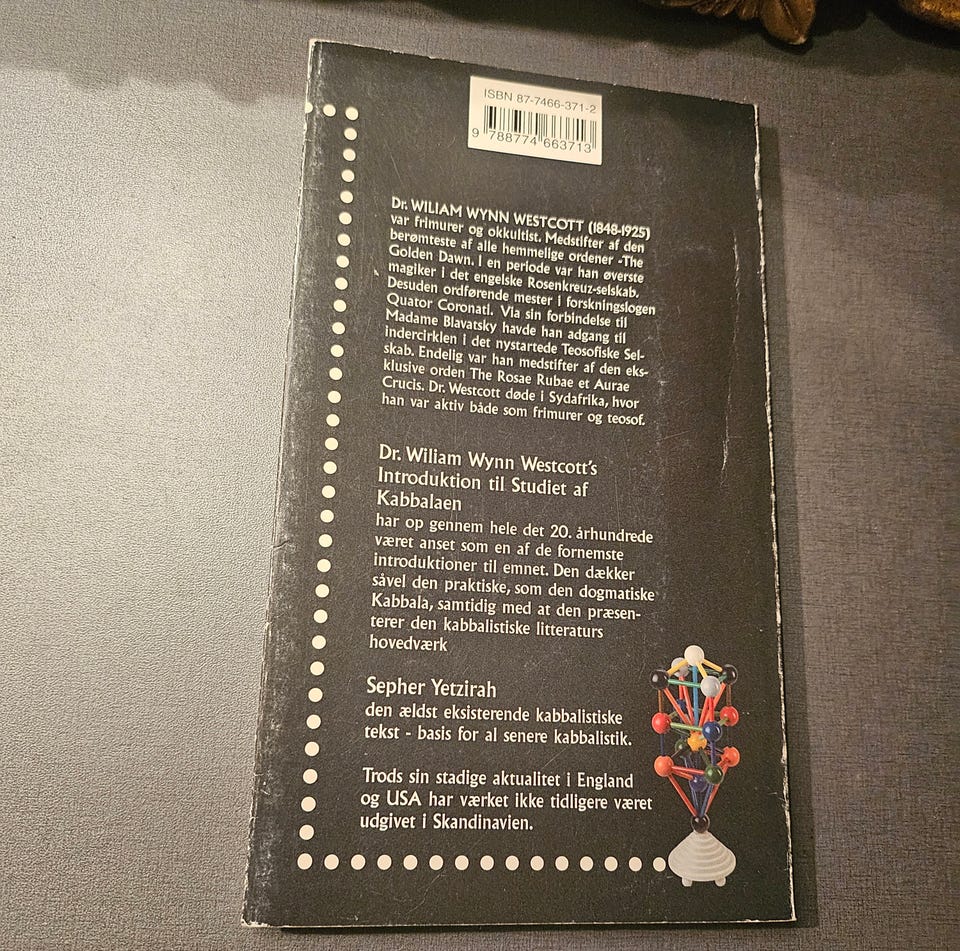 ISBN 87-7466-371-2
9 788774 663713
Dr. WILIAM WYNN WESTCOTT (1848-1925)
var frimurer og okkultist. Medstifter af den
berømteste af alle hemmelige ordener -The
Golden Dawn. I en periode var han øverste
magiker i det engelske Rosenkreuz-selskab.
Desuden ordførende mester i forskningslogen
Quator Coronati. Via sin forbindelse til
Madame Blavatsky havde han adgang til
indercirklen i det nystartede Teosofiske Sel-
skab. Endelig var han medstifter af den eks-
klusive orden The Rosae Rubae et Aurae
Crucis. Dr. Westcott døde i Sydafrika, hvor
han var aktiv både som frimurer og teosof.
Dr. Wiliam Wynn Westcott's
Introduktion til Studiet af
Kabbalaen
har op gennem hele det 20. århundrede
været anset som en af de fornemste
introduktioner til emnet. Den dækker
såvel den praktiske, som den dogmatiske
Kabbala, samtidig med at den præsen-
terer den kabbalistiske litteraturs
hovedværk
Sepher Yetzirah
den ældst eksisterende kabbalistiske
tekst - basis for al senere kabbalistik.
Trods sin stadige aktualitet i England
og USA har værket ikke tidligere været
udgivet i Skandinavien.